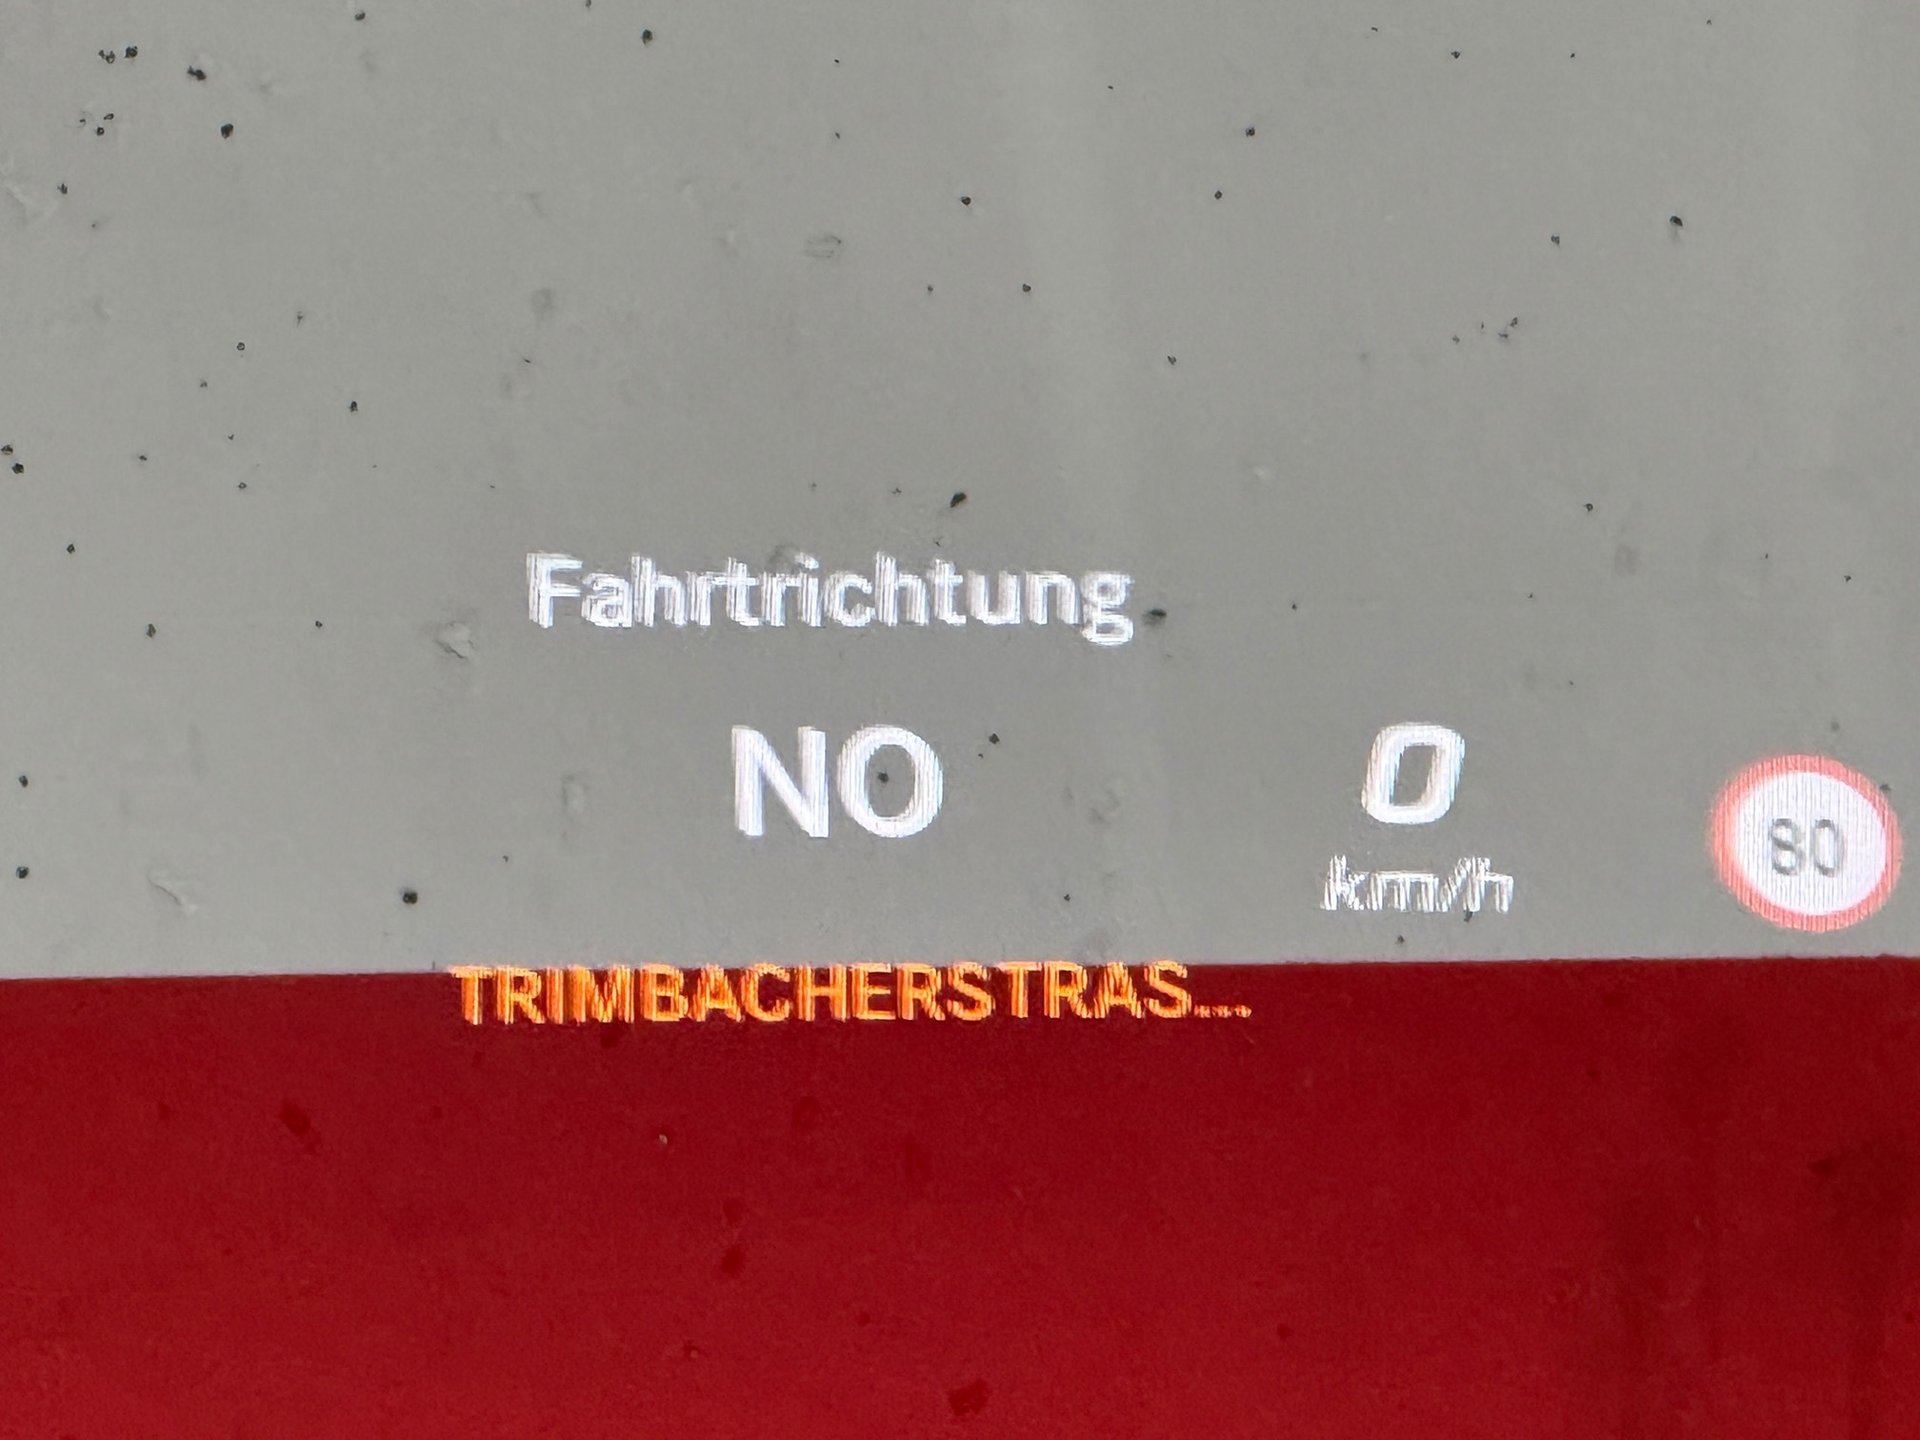 Fahrtrichtung
NO
0
km/h
80
TRIMBACHERSTRAS...